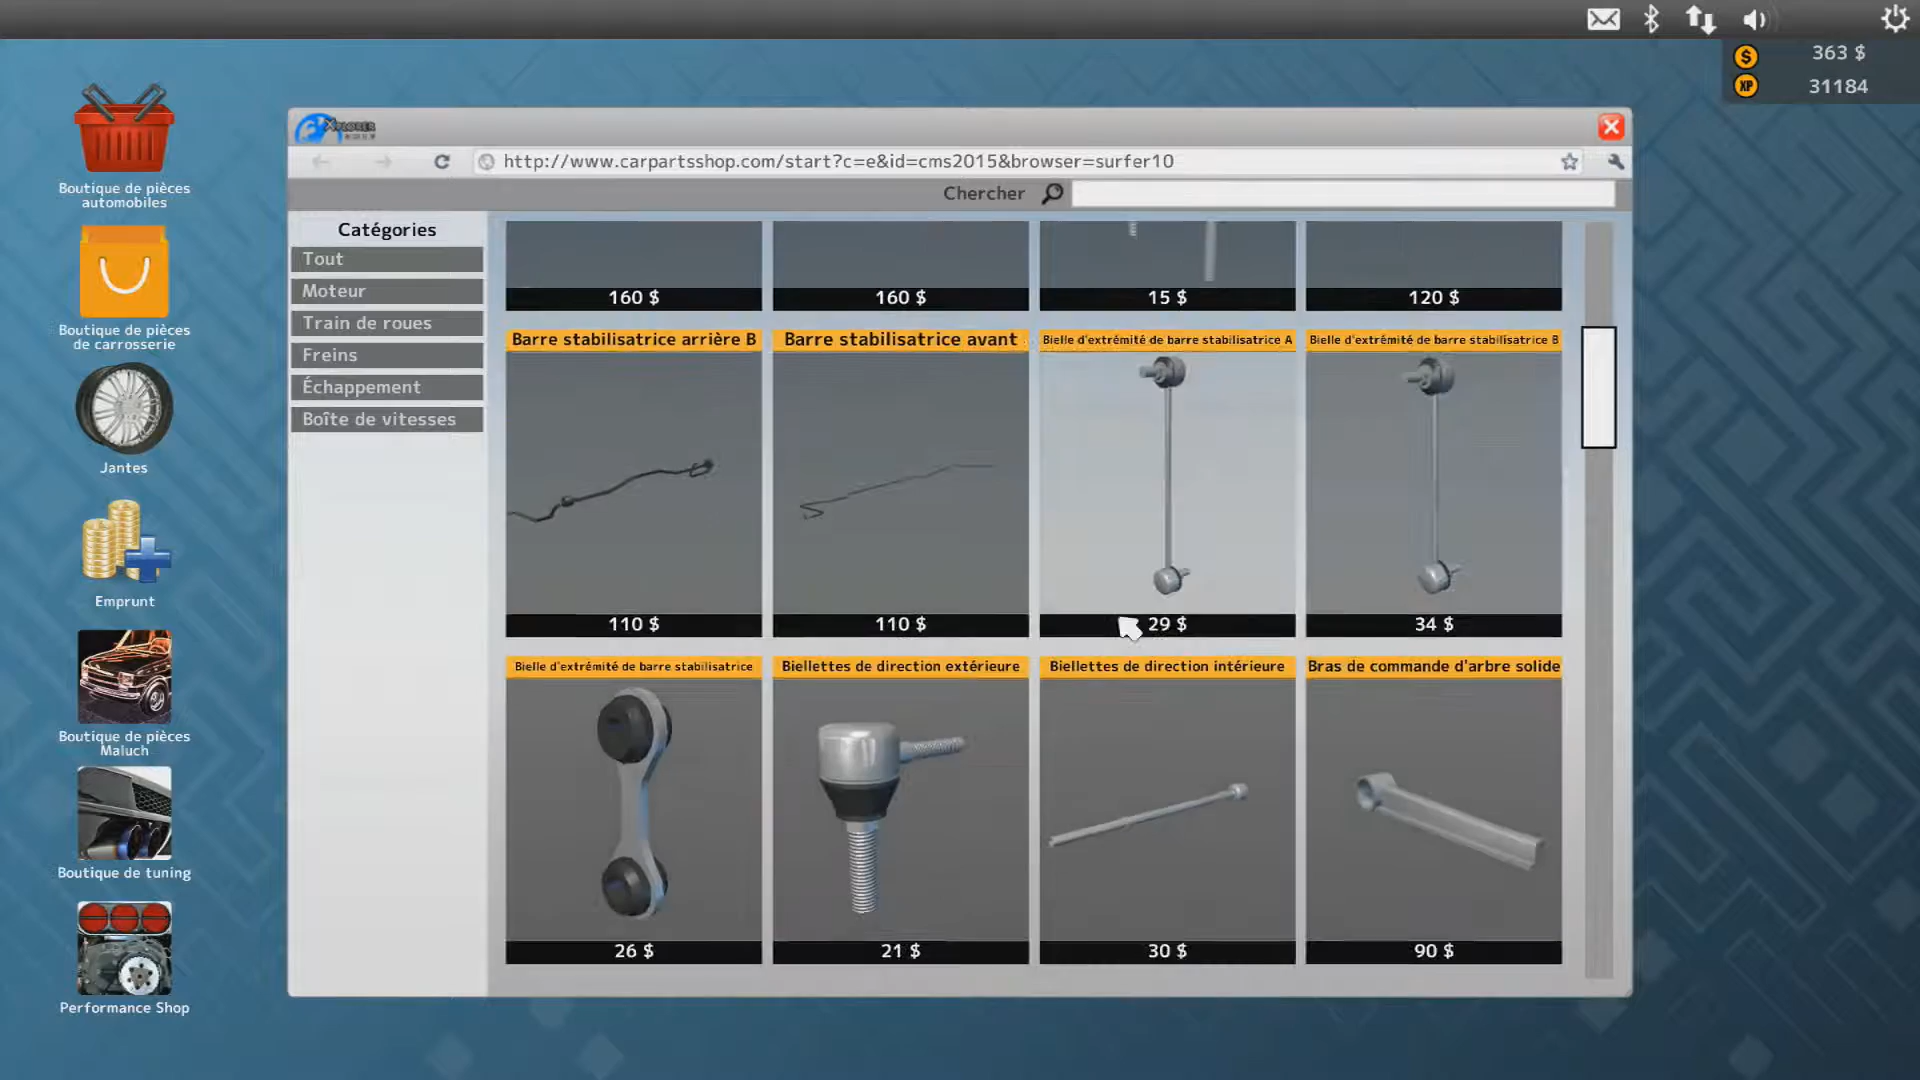 363 $
XP
31184
Boutique de pièces
automobiles
Boutique de pièces
de carrosserie
Jantes
Emprunt
Boutique de pièces
Maluch
Boutique de tuning
Performance Shop
http://www.carpartsshop.com/start?c=e&id=cms2015&browser=surfer10
Chercher
Catégories
Tout
Moteur
Train de roues
Freins
Échappement
Boîte de vitesses
160 $
160 $
15 $
120 $
Barre stabilisatrice arrière B
Barre stabilisatrice avant
Bielle d'extrémité de barre stabilisatrice A
Bielle d'extrémité de barre stabilisatrice B
110 $
110 $
29 $
34 $
Bielle d'extrémité de barre stabilisatrice
Biellettes de direction extérieure
Biellettes de direction intérieure
Bras de commande d'arbre solide
26 $
21 $
30 $
90 $